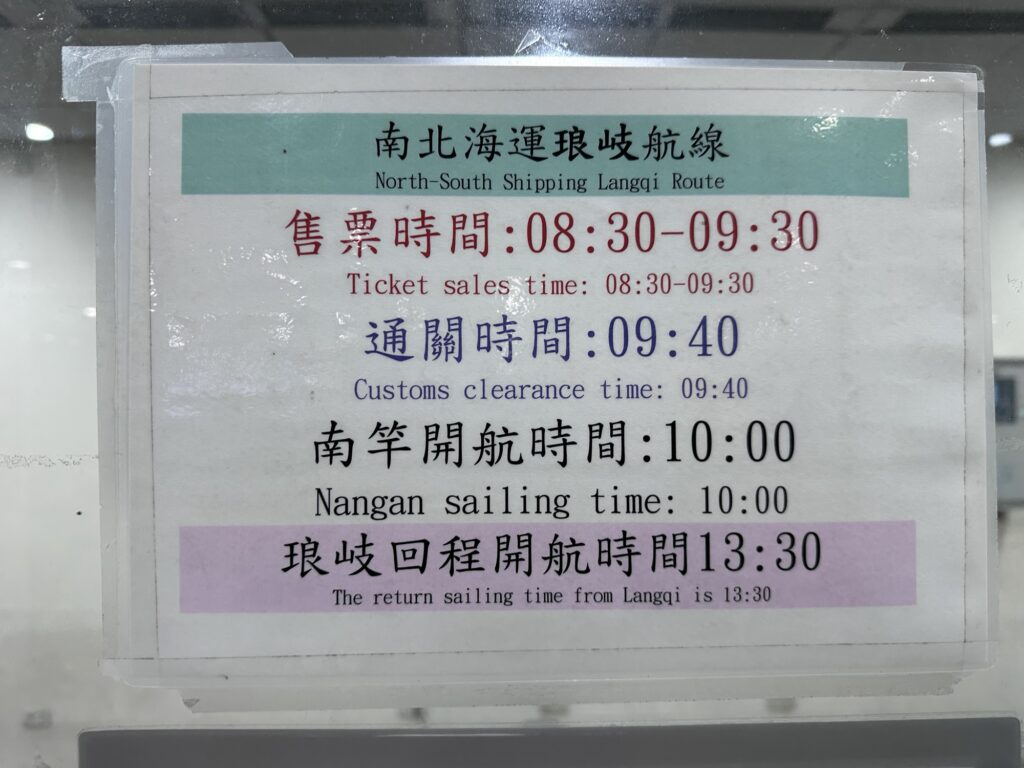 南北海運琅岐航線
North-South Shipping Langqi Route
售票時間:08:30-09:30
Ticket sales time: 08:30-09:30
通關時間:09:40
Customs clearance time: 09:40
南竿開航時間:10:00
Nangan sailing time: 10:00
琅岐回程開航時間13:30
The return sailing time from Langqi is 13:30